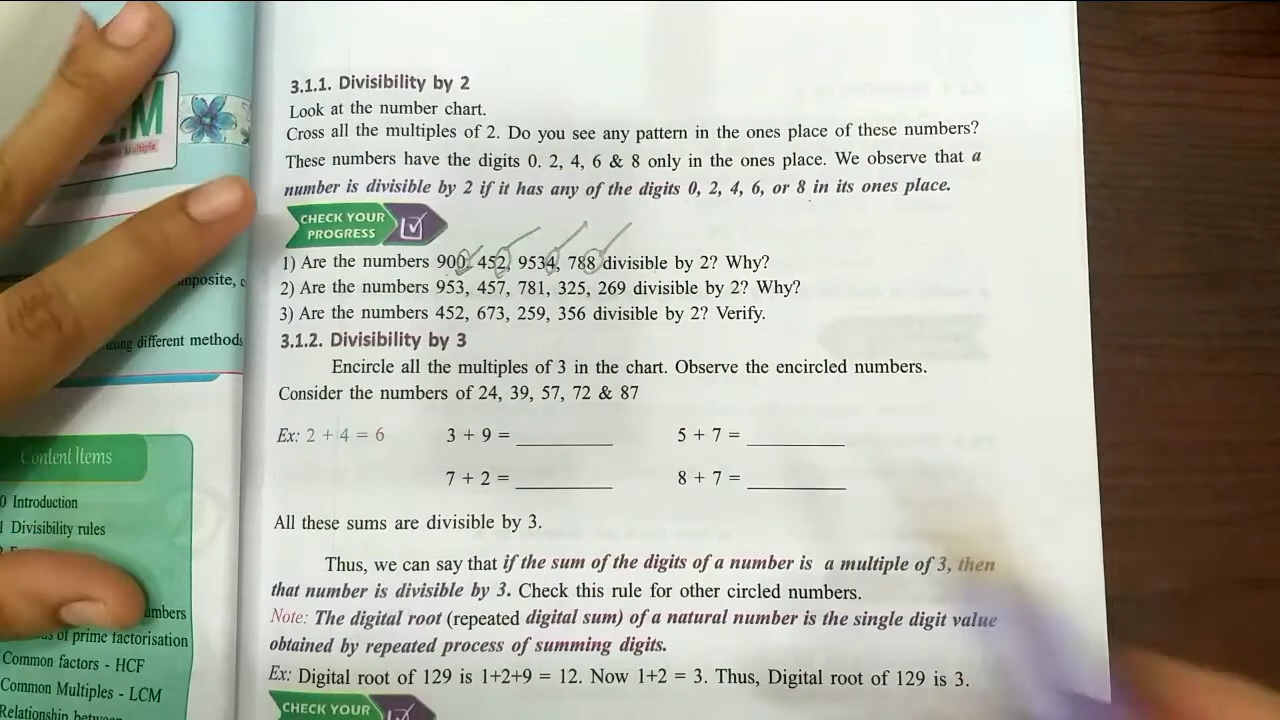 3.1.1. Divisibility by 2
Look at the number chart.
Cross all the multiples of 2. Do you see any pattern in the ones place of these numbers?
These numbers have the digits 0. 2, 4, 6 & 8 only in the ones place. We observe that a
number is divisible by 2 if it has any of the digits 0, 2, 4, 6, or 8 in its ones place.
CHECK YOUR
PROGRESS
1) Are the numbers 900, 452, 9534, 788 divisible by 2? Why?
2) Are the numbers 953, 457, 781, 325, 269 divisible by 2? Why?
3) Are the numbers 452, 673, 259, 356 divisible by 2? Verify.
3.1.2. Divisibility by 3
Encircle all the multiples of 3 in the chart. Observe the encircled numbers.
Consider the numbers of 24, 39, 57, 72 & 87
Ex: 2 + 4 = 6 3 + 9 = ________ 5 + 7 = ________
7 + 2 = ________ 8 + 7 = ________
All these sums are divisible by 3.
Thus, we can say that if the sum of the digits of a number is a multiple of 3, then
that number is divisible by 3. Check this rule for other circled numbers.
Note: The digital root (repeated digital sum) of a natural number is the single digit value
obtained by repeated process of summing digits.
Ex: Digital root of 129 is 1+2+9 = 12. Now 1+2 = 3. Thus, Digital root of 129 is 3.
CHECK YOUR
Multiple
different methods
Content Items
0 Introduction
Divisibility rules
of prime factorisation
Common factors - HCF
Common Multiples - LCM
Relationship